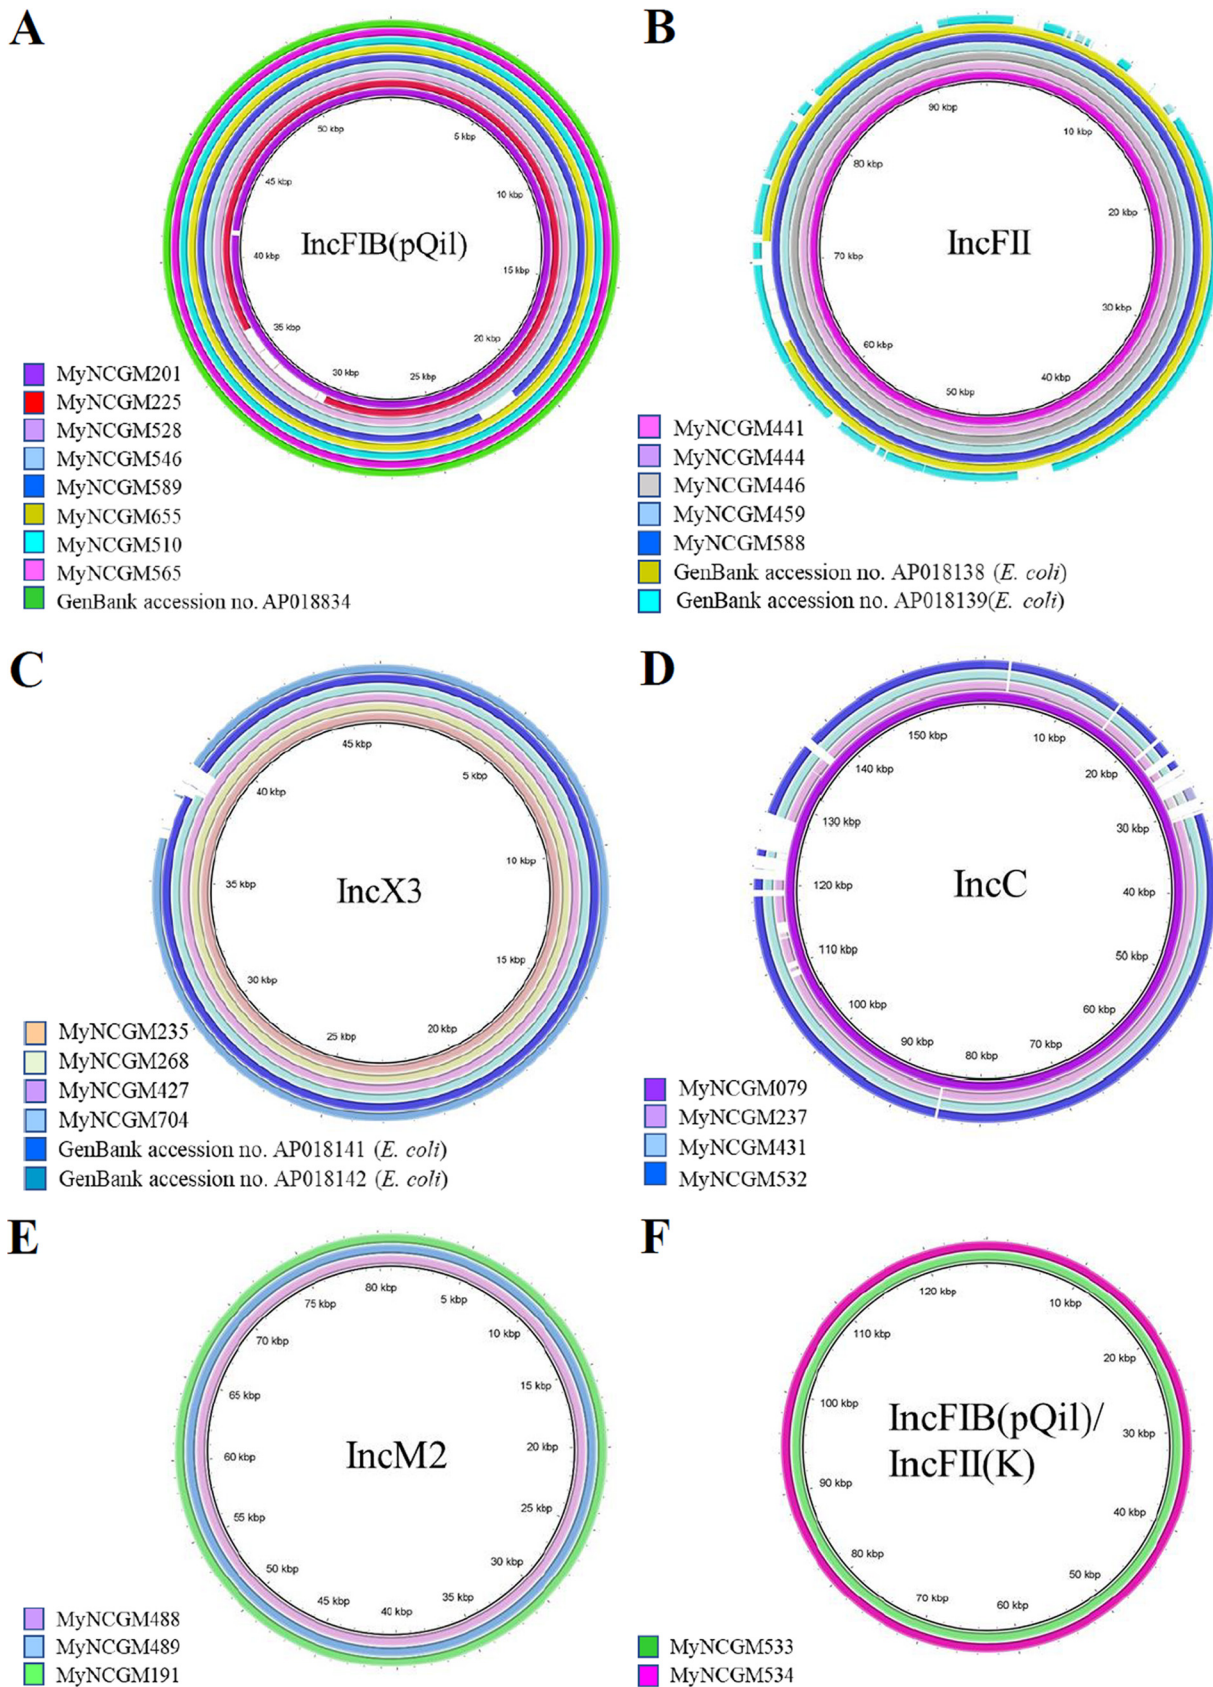 A
50 kbp
5 kbp
45 kbp
10 kbp
IncFIB(pQil)
40 kbp
15 kbp
35 kbp
20 kbp
30 kbp
25 kbp
MyNCGM201
MyNCGM225
MyNCGM528
MyNCGM546
MyNCGM589
MyNCGM655
MyNCGM510
MyNCGM565
GenBank accession no. AP018834
B
90 kbp
10 kbp
80 kbp
20 kbp
IncFII
70 kbp
30 kbp
60 kbp
40 kbp
50 kbp
MyNCGM441
MyNCGM444
MyNCGM446
MyNCGM459
MyNCGM588
GenBank accession no. AP018138 (E. coli)
GenBank accession no. AP018139(E. coli)
C
45 kbp
5 kbp
40 kbp
10 kbp
35 kbp
IncX3
15 kbp
30 kbp
20 kbp
25 kbp
MyNCGM235
MyNCGM268
MyNCGM427
MyNCGM704
GenBank accession no. AP018141 (E. coli)
GenBank accession no. AP018142 (E. coli)
D
150 kbp
10 kbp
140 kbp
20 kbp
130 kbp
30 kbp
120 kbp
IncC
40 kbp
110 kbp
50 kbp
100 kbp
60 kbp
90 kbp
70 kbp
80 kbp
MyNCGM079
MyNCGM237
MyNCGM431
MyNCGM532
E
80 kbp
75 kbp
5 kbp
70 kbp
10 kbp
65 kbp
15 kbp
60 kbp
IncM2
20 kbp
55 kbp
25 kbp
50 kbp
30 kbp
45 kbp
35 kbp
40 kbp
MyNCGM488
MyNCGM489
MyNCGM191
F
120 kbp
10 kbp
110 kbp
20 kbp
100 kbp
IncFIB(pQil)/
IncFII(K)
30 kbp
90 kbp
40 kbp
80 kbp
50 kbp
70 kbp
60 kbp
MyNCGM533
MyNCGM534